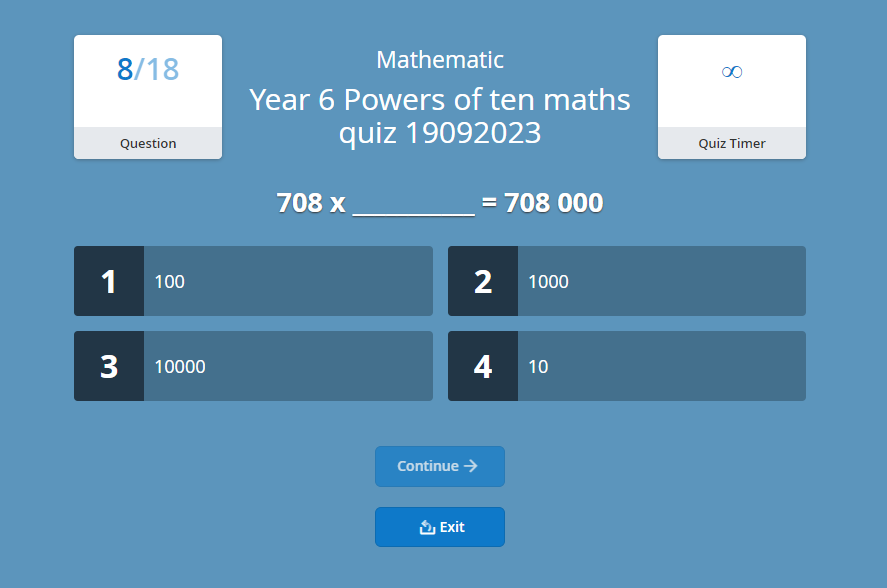 8/18
Question
Mathematic
Year 6 Powers of ten maths
quiz 19092023
∞
Quiz Timer
708 x __________ = 708 000
1 100
2 1000
3 10000
4 10
Continue →
Exit